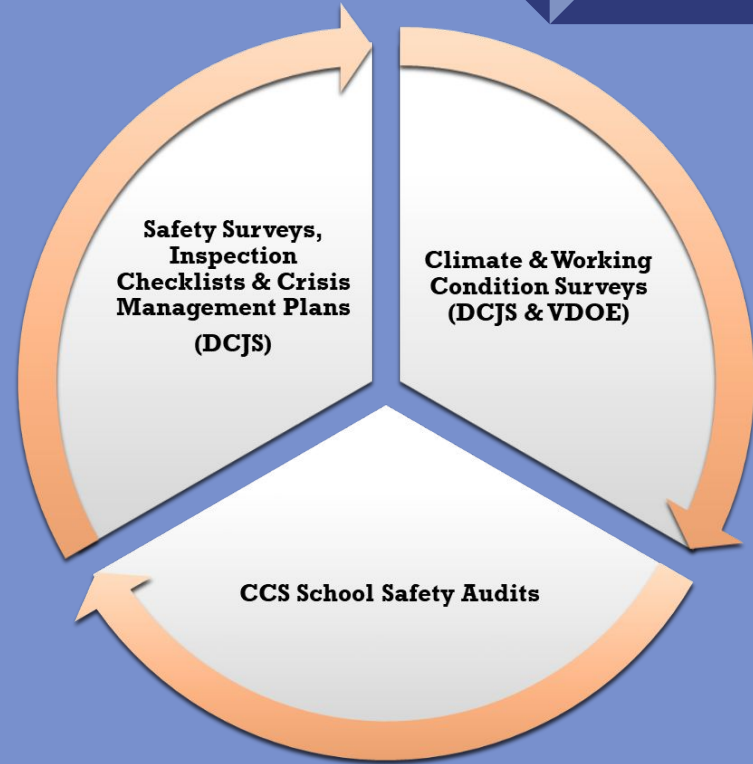 Safety Surveys,
Inspection
Checklists & Crisis
Management Plans
(DCJS)
Climate & Working
Condition Surveys
(DCJS & VDOE)
CCS School Safety Audits